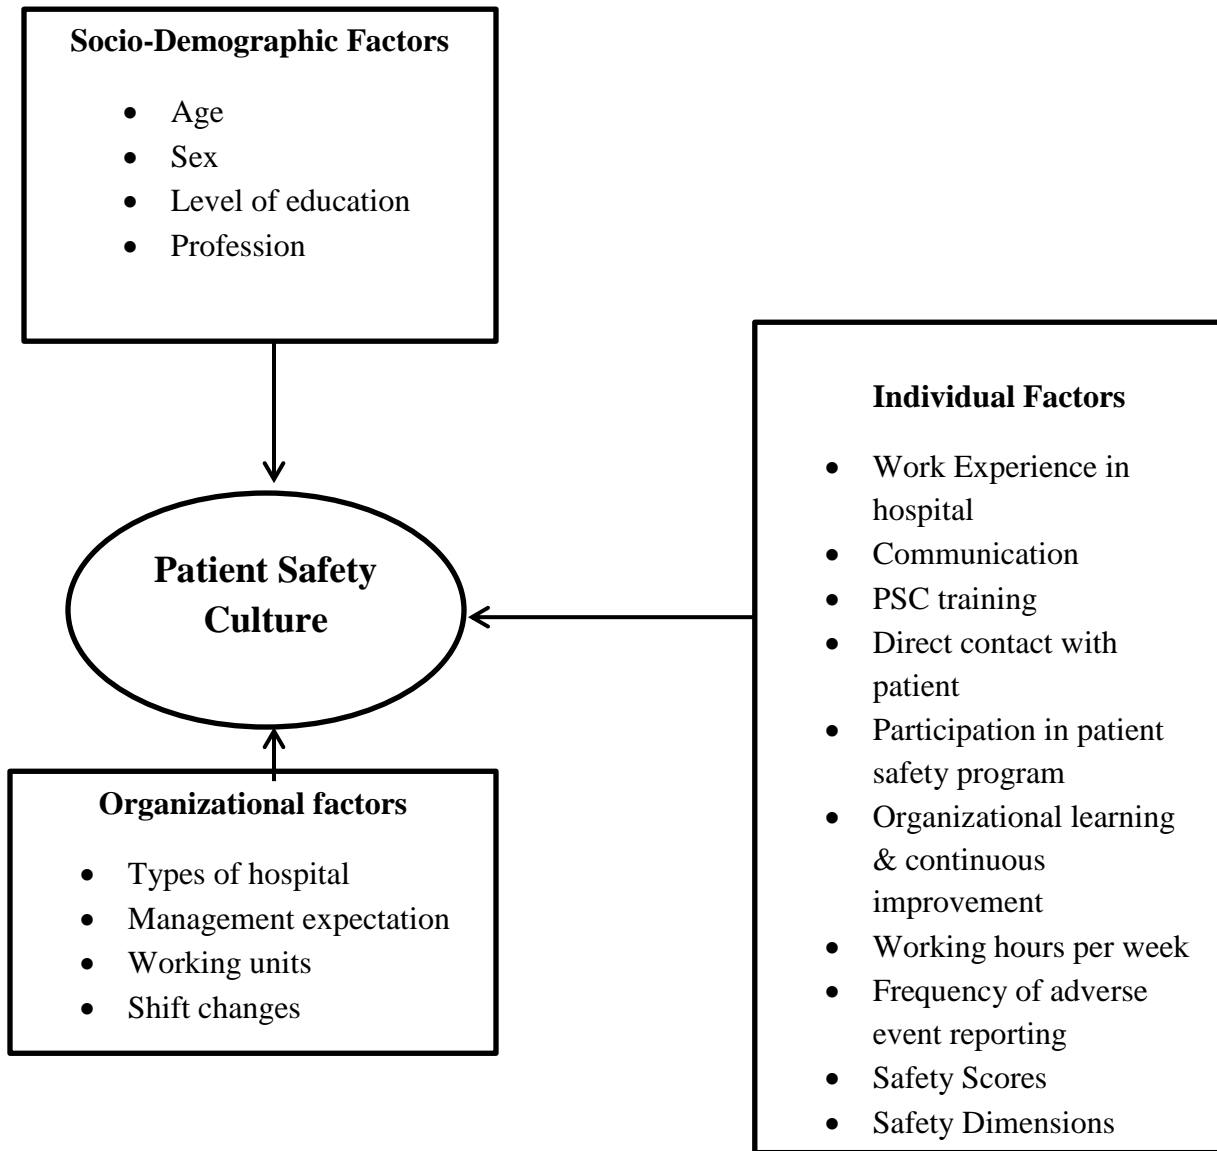 Socio-Demographic Factors
• Age
• Sex
• Level of education
• Profession
Patient Safety
Culture
Organizational factors
• Types of hospital
• Management expectation
• Working units
• Shift changes
Individual Factors
• Work Experience in
hospital
• Communication
• PSC training
• Direct contact with
patient
• Participation in patient
safety program
• Organizational learning
& continuous
improvement
• Working hours per week
• Frequency of adverse
event reporting
• Safety Scores
• Safety Dimensions